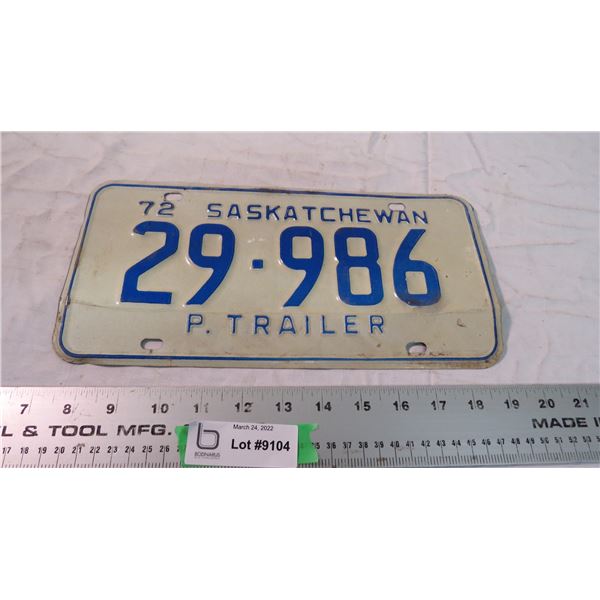 72 SASKATCHEWAN
29·986
P. TRAILER
7 8 9 10 11 12 13 14 15 16 17 18 19 20 21
L & TOOL MFG.
MADE I
March 24, 2022
Lot #9104
b
BODNARUS